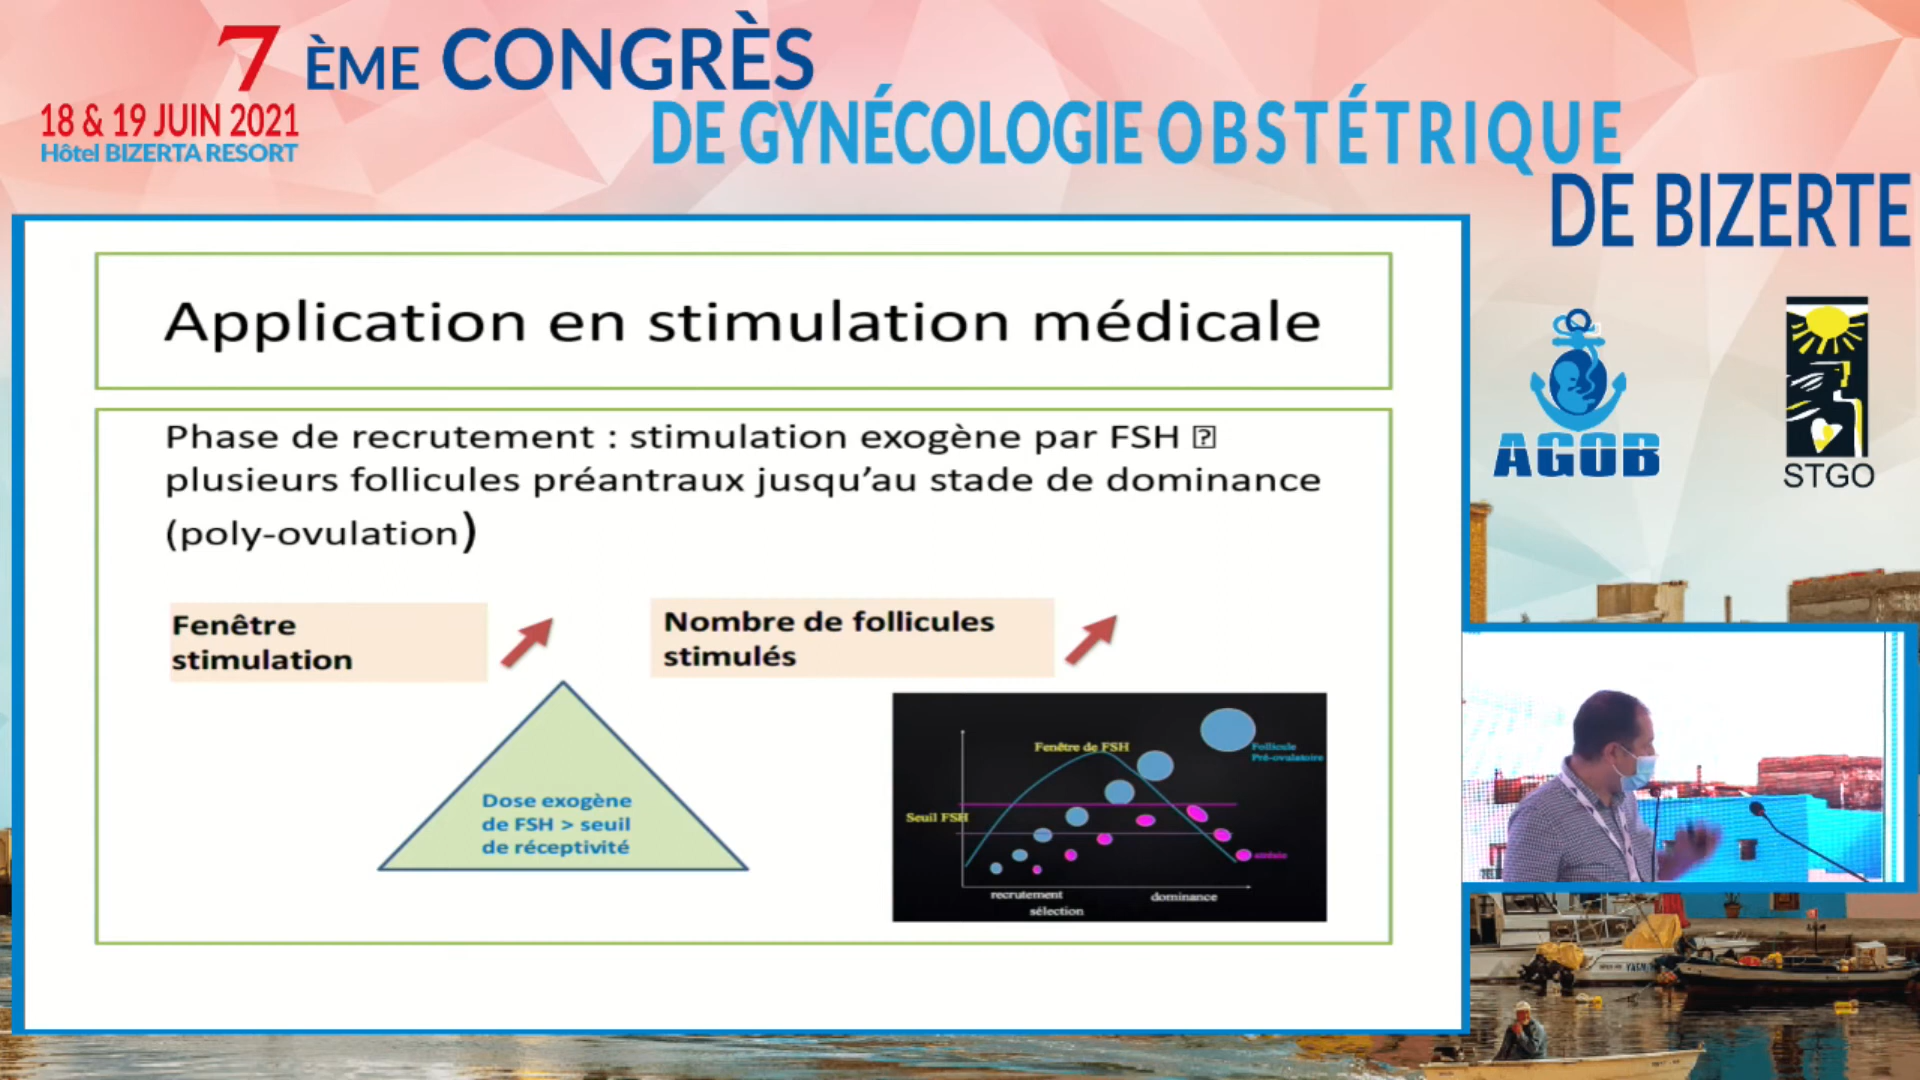 7 ÈME CONGRÈS
DE GYNÉCOLOGIE OBSTÉTRIQUE
DE BIZERTE
18 & 19 JUIN 2021
Hôtel BIZERTA RESORT
AGOB
STGO
Application en stimulation médicale
Phase de recrutement : stimulation exogène par FSH
plusieurs follicules préantraux jusqu’au stade de dominance
(poly-ovulation)
Fenêtre
stimulation
Nombre de follicules
stimulés
Dose exogène
de FSH > seuil
de réceptivité
Fenêtre de FSH
Follicule
Pré-ovulatoire
Seuil FSH
atrésie
recrutement
dominance
sélection